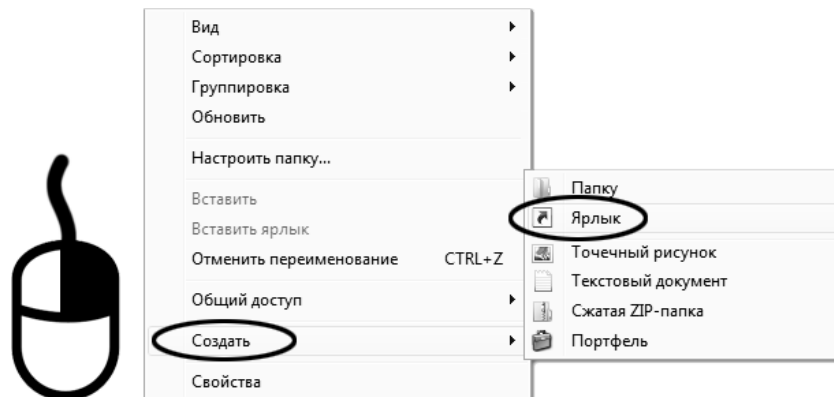 Вид
Сортировка
Группировка
Обновить
Настроить папку...
Вставить
Вставить ярлык
Отменить переименование CTRL+Z
Общий доступ
Создать
Свойства
Папку
Ярлык
Точечный рисунок
Текстовый документ
Сжатая ZIP-папка
Портфель